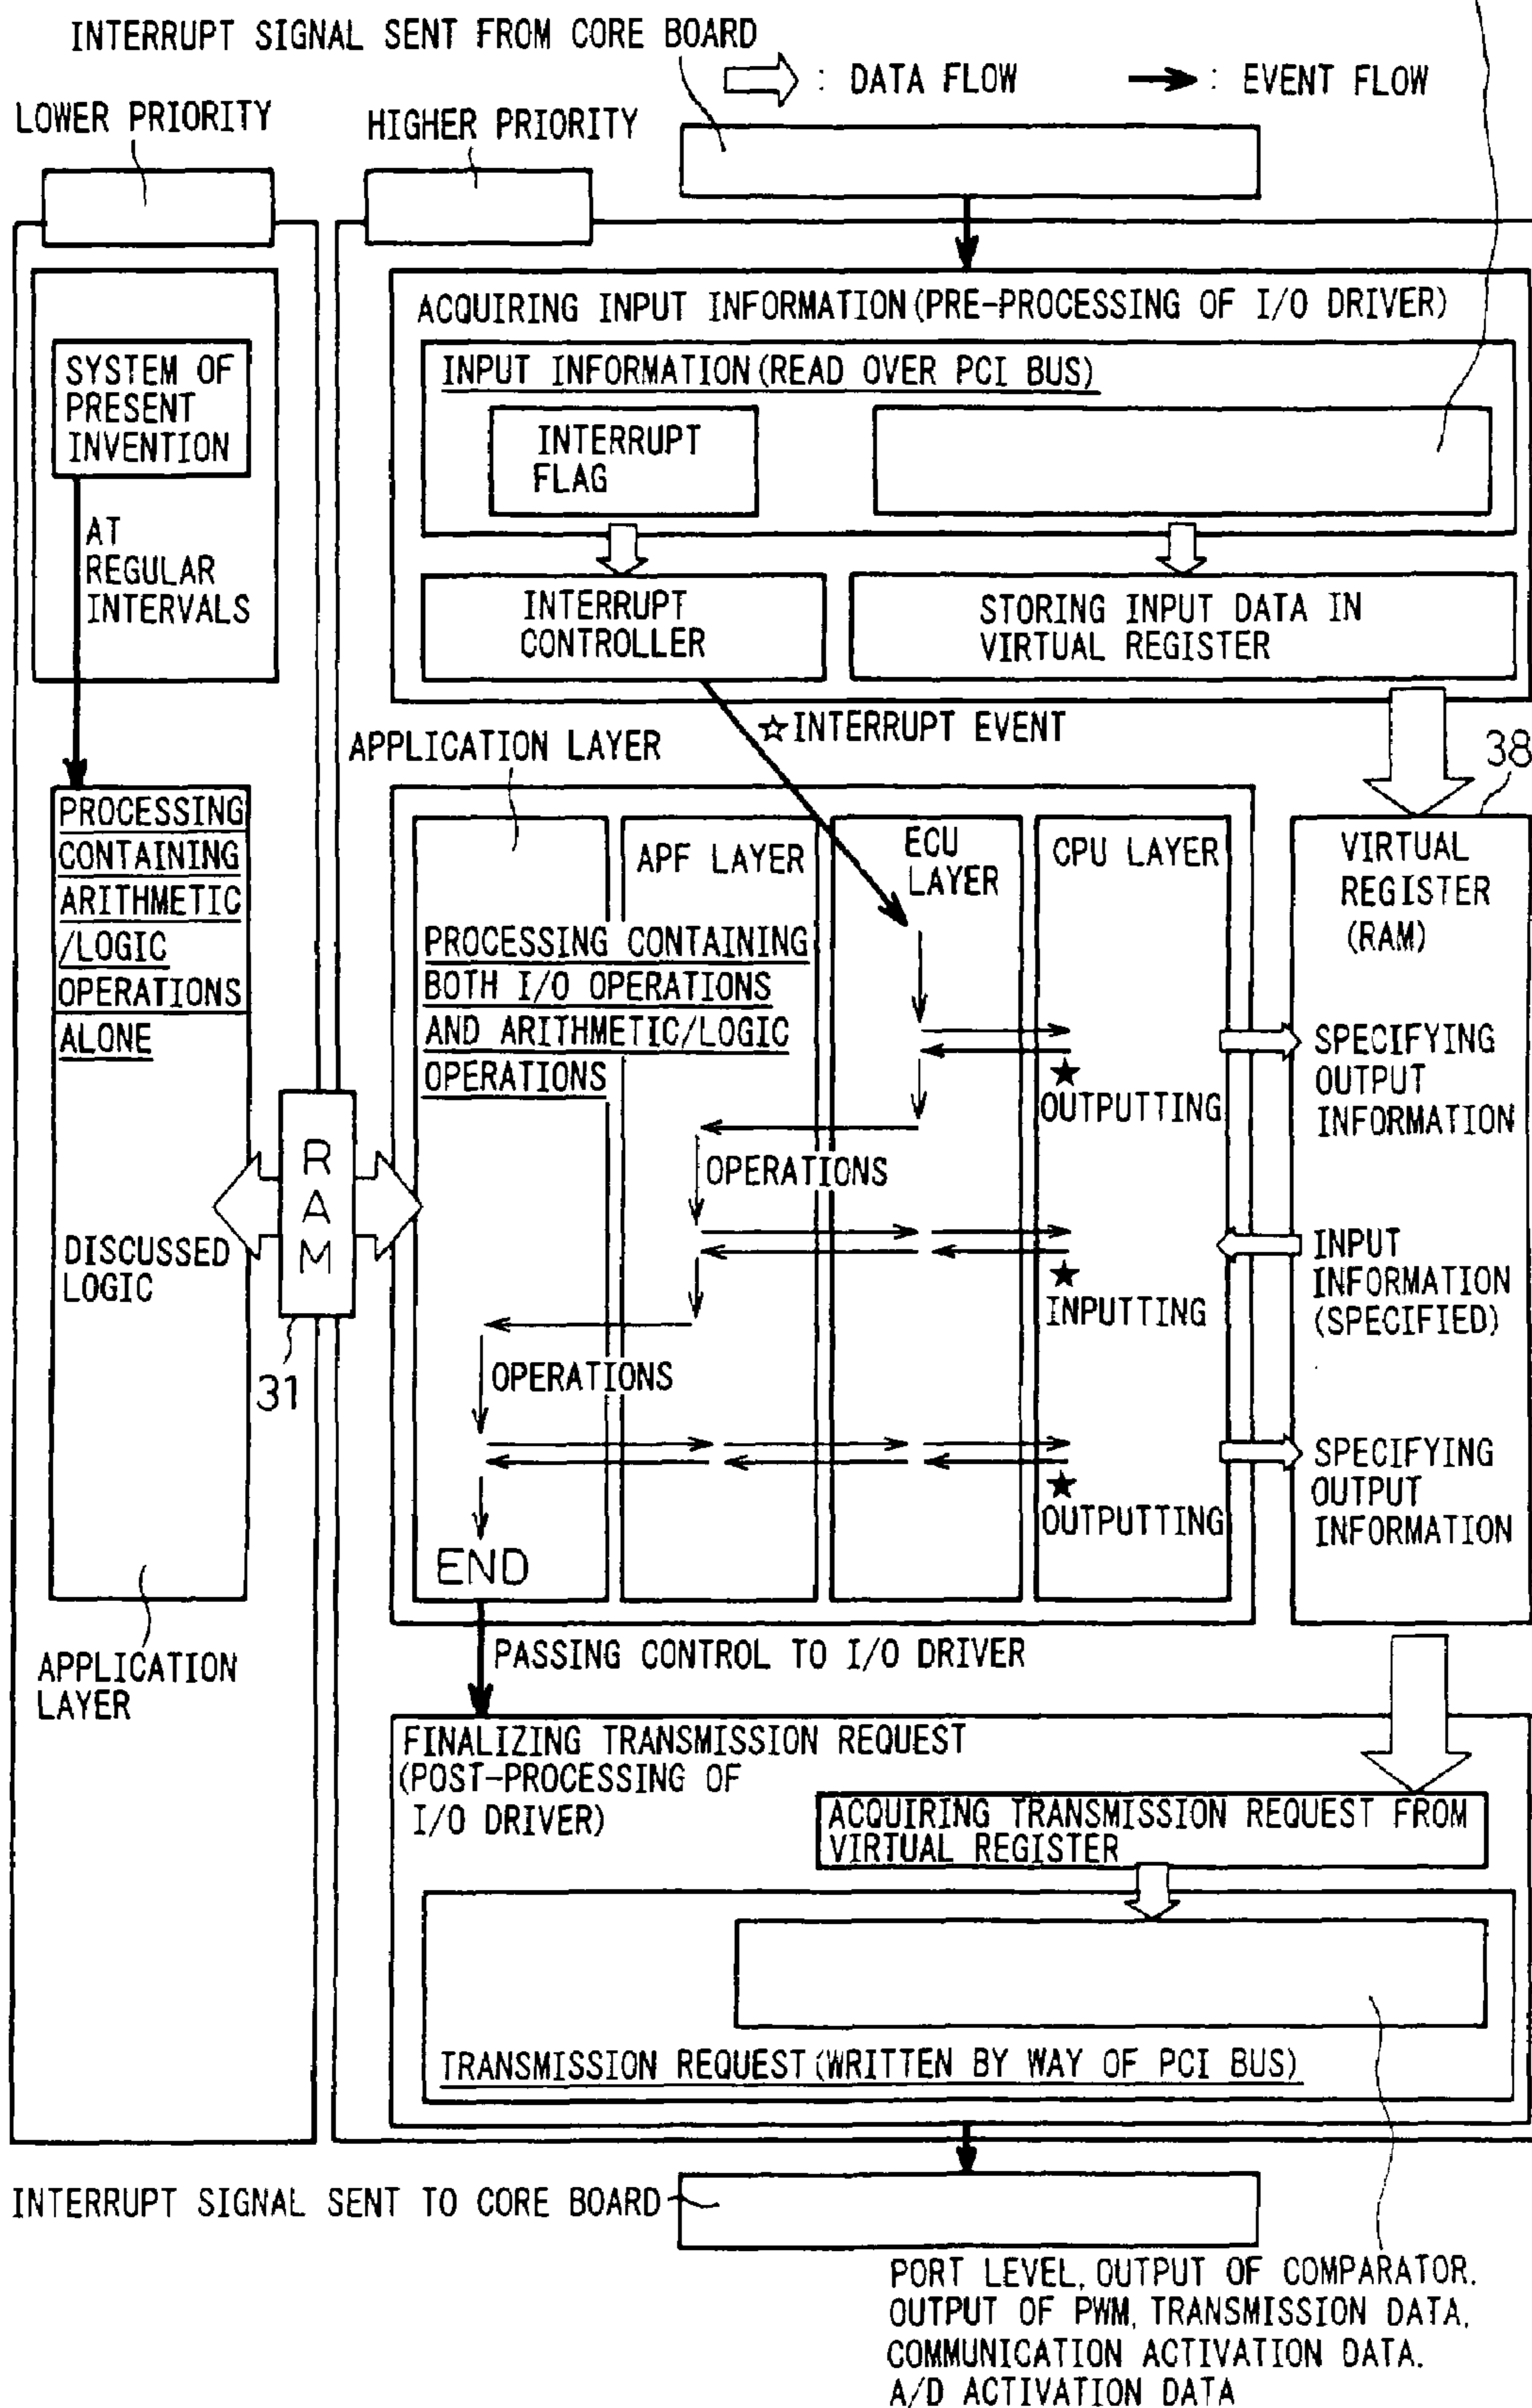 INTERRUPT SIGNAL SENT FROM CORE BOARD
: DATA FLOW
: EVENT FLOW
LOWER PRIORITY
HIGHER PRIORITY
ACQUIRING INPUT INFORMATION(PRE-PROCESSING OF I/O DRIVER)
INPUT INFORMATION(READ OVER PCI BUS)
SYSTEM OF
PRESENT
INVENTION
INTERRUPT
FLAG
AT
REGULAR
INTERVALS
INTERRUPT
CONTROLLER
STORING INPUT DATA IN
VIRTUAL REGISTER
☆INTERRUPT EVENT
APPLICATION LAYER
38
PROCESSING
CONTAINING
ARITHMETIC
/LOGIC
OPERATIONS
ALONE
DISCUSSED
LOGIC
APPLICATION
LAYER
RAM
31
APF LAYER
ECU
LAYER
CPU LAYER
VIRTUAL
REGISTER
(RAM)
PROCESSING CONTAINING
BOTH I/O OPERATIONS
AND ARITHMETIC/LOGIC
OPERATIONS
★
OUTPUTTING
SPECIFYING
OUTPUT
INFORMATION
OPERATIONS
★
INPUTTING
INPUT
INFORMATION
(SPECIFIED)
OPERATIONS
★
OUTPUTTING
SPECIFYING
OUTPUT
INFORMATION
END
PASSING CONTROL TO I/O DRIVER
FINALIZING TRANSMISSION REQUEST
(POST-PROCESSING OF
I/O DRIVER)
ACQUIRING TRANSMISSION REQUEST FROM
VIRTUAL REGISTER
TRANSMISSION REQUEST(WRITTEN BY WAY OF PCI BUS)
INTERRUPT SIGNAL SENT TO CORE BOARD
PORT LEVEL, OUTPUT OF COMPARATOR.
OUTPUT OF PWM, TRANSMISSION DATA,
COMMUNICATION ACTIVATION DATA.
A/D ACTIVATION DATA